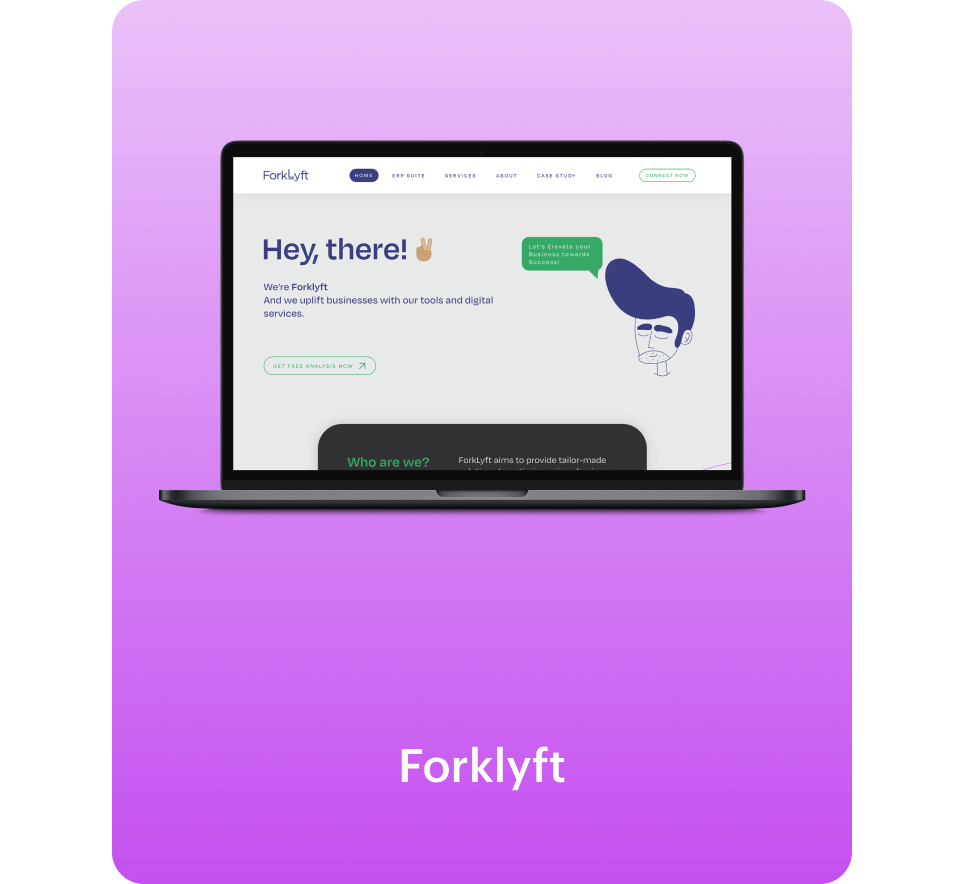 ForkLyft HOME ERP SUITE SERVICES ABOUT CASE STUDY BLOG CONNECT NOW
Hey, there! ✌🏽
Let's Elevate your
Business towards
Success!
We're Forklyft
And we uplift businesses with our tools and digital
services.
GET FREE ANALYSIS NOW
Who are we?
ForkLyft aims to provide tailor-made
Forklyft